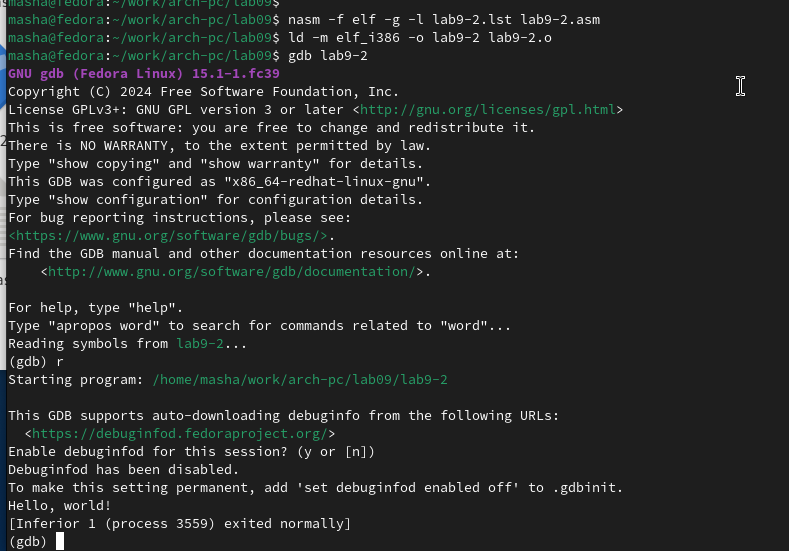 masha@fedora:~/work/arch-pc/lab09$
masha@fedora:~/work/arch-pc/lab09$ nasm -f elf -g -l lab9-2.lst lab9-2.asm
masha@fedora:~/work/arch-pc/lab09$ ld -m elf_i386 -o lab9-2 lab9-2.o
masha@fedora:~/work/arch-pc/lab09$ gdb lab9-2
GNU gdb (Fedora Linux) 15.1-1.fc39
Copyright (C) 2024 Free Software Foundation, Inc.
License GPLv3+: GNU GPL version 3 or later <http://gnu.org/licenses/gpl.html>
This is free software: you are free to change and redistribute it.
There is NO WARRANTY, to the extent permitted by law.
Type "show copying" and "show warranty" for details.
This GDB was configured as "x86_64-redhat-linux-gnu".
Type "show configuration" for configuration details.
For bug reporting instructions, please see:
<https://www.gnu.org/software/gdb/bugs/>.
Find the GDB manual and other documentation resources online at:
    <http://www.gnu.org/software/gdb/documentation/>.
For help, type "help".
Type "apropos word" to search for commands related to "word"...
Reading symbols from lab9-2...
(gdb) r
Starting program: /home/masha/work/arch-pc/lab09/lab9-2
This GDB supports auto-downloading debuginfo from the following URLs:
  <https://debuginfod.fedoraproject.org/>
Enable debuginfod for this session? (y or [n])
Debuginfod has been disabled.
To make this setting permanent, add 'set debuginfod enabled off' to .gdbinit.
Hello, world!
[Inferior 1 (process 3559) exited normally]
(gdb)